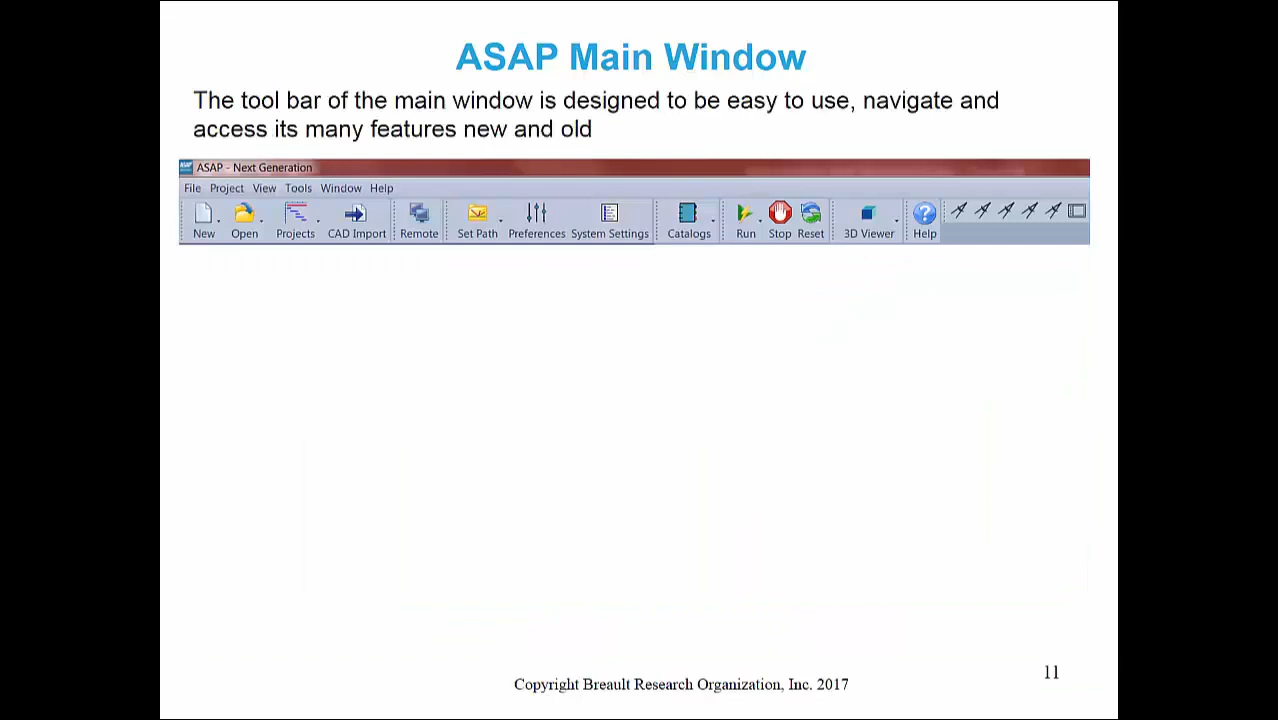 ASAP Main Window
The tool bar of the main window is designed to be easy to use, navigate and
access its many features new and old
ASAP - Next Generation
File Project View Tools Window Help
New Open Projects CAD Import Remote Set Path Preferences System Settings Catalogs Run Stop Reset 3D Viewer Help
11
Copyright Breault Research Organization, Inc. 2017